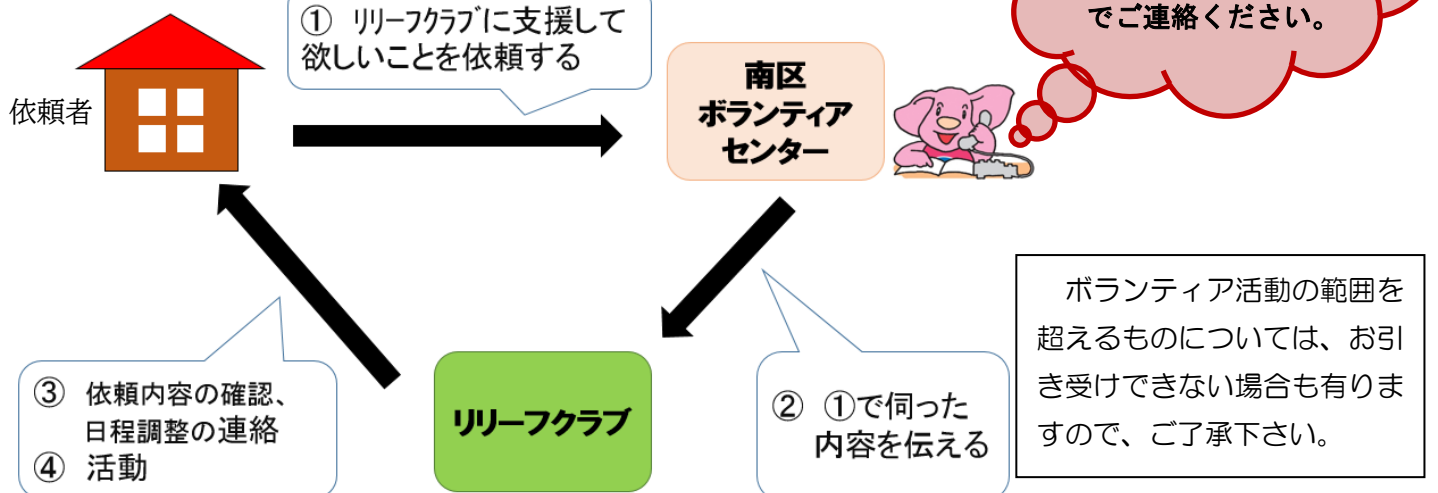 ① リリーフクラブに支援して
欲しいことを依頼する
でご連絡ください。
依頼者
南区
ボランティア
センター
ボランティア活動の範囲を
超えるものについては、お引
き受けできない場合も有りま
すので、ご了承下さい。
③ 依頼内容の確認、
日程調整の連絡
④ 活動
リリーフクラブ
② ①で伺った
内容を伝える